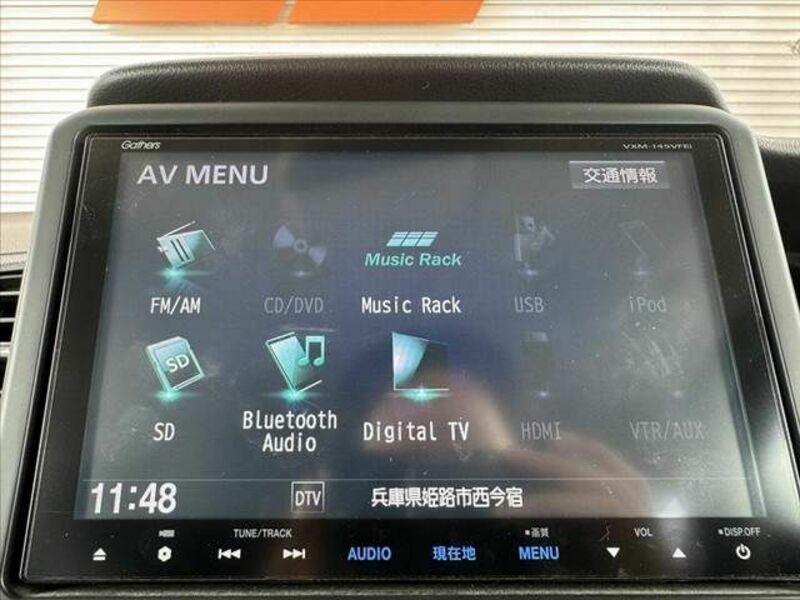 Gathers
VXM-145VFEi
AV MENU
交通情報
Music Rack
FM/AM
CD/DVD
Music Rack
USB
iPod
SD
SD
Bluetooth
Audio
Digital TV
HDMI
VTR/AUX
11:48
DTV
兵庫県姫路市西今宿
TUNE/TRACK
画質
VOL
DISP.OFF
AUDIO
現在地
MENU